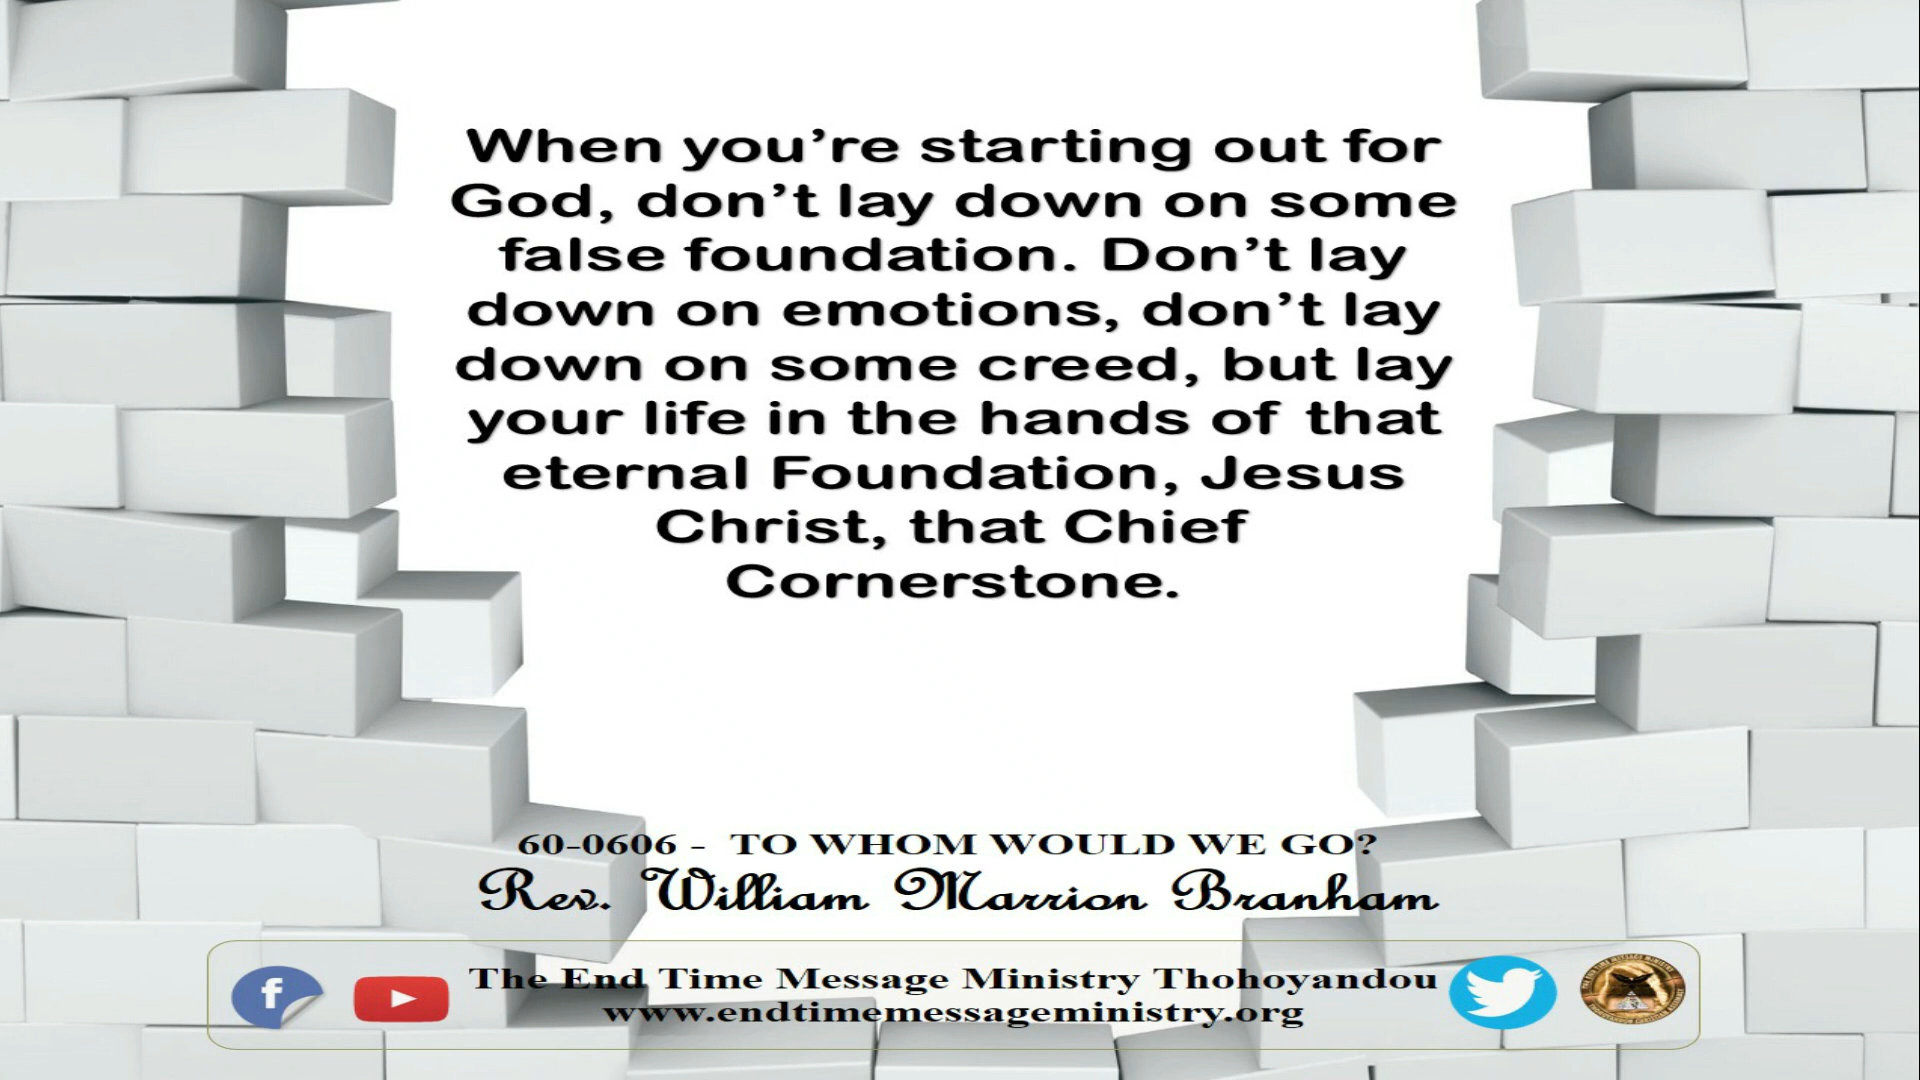 When you’re starting out for
God, don’t lay down on some
false foundation. Don’t lay
down on emotions, don’t lay
down on some creed, but lay
your life in the hands of that
eternal Foundation, Jesus
Christ, that Chief
Cornerstone.
60-0606 - TO WHOM WOULD WE GO?
Rev. William Marrion Branham
The End Time Message Ministry Thohoyandou
www.endtimemessageministry.org